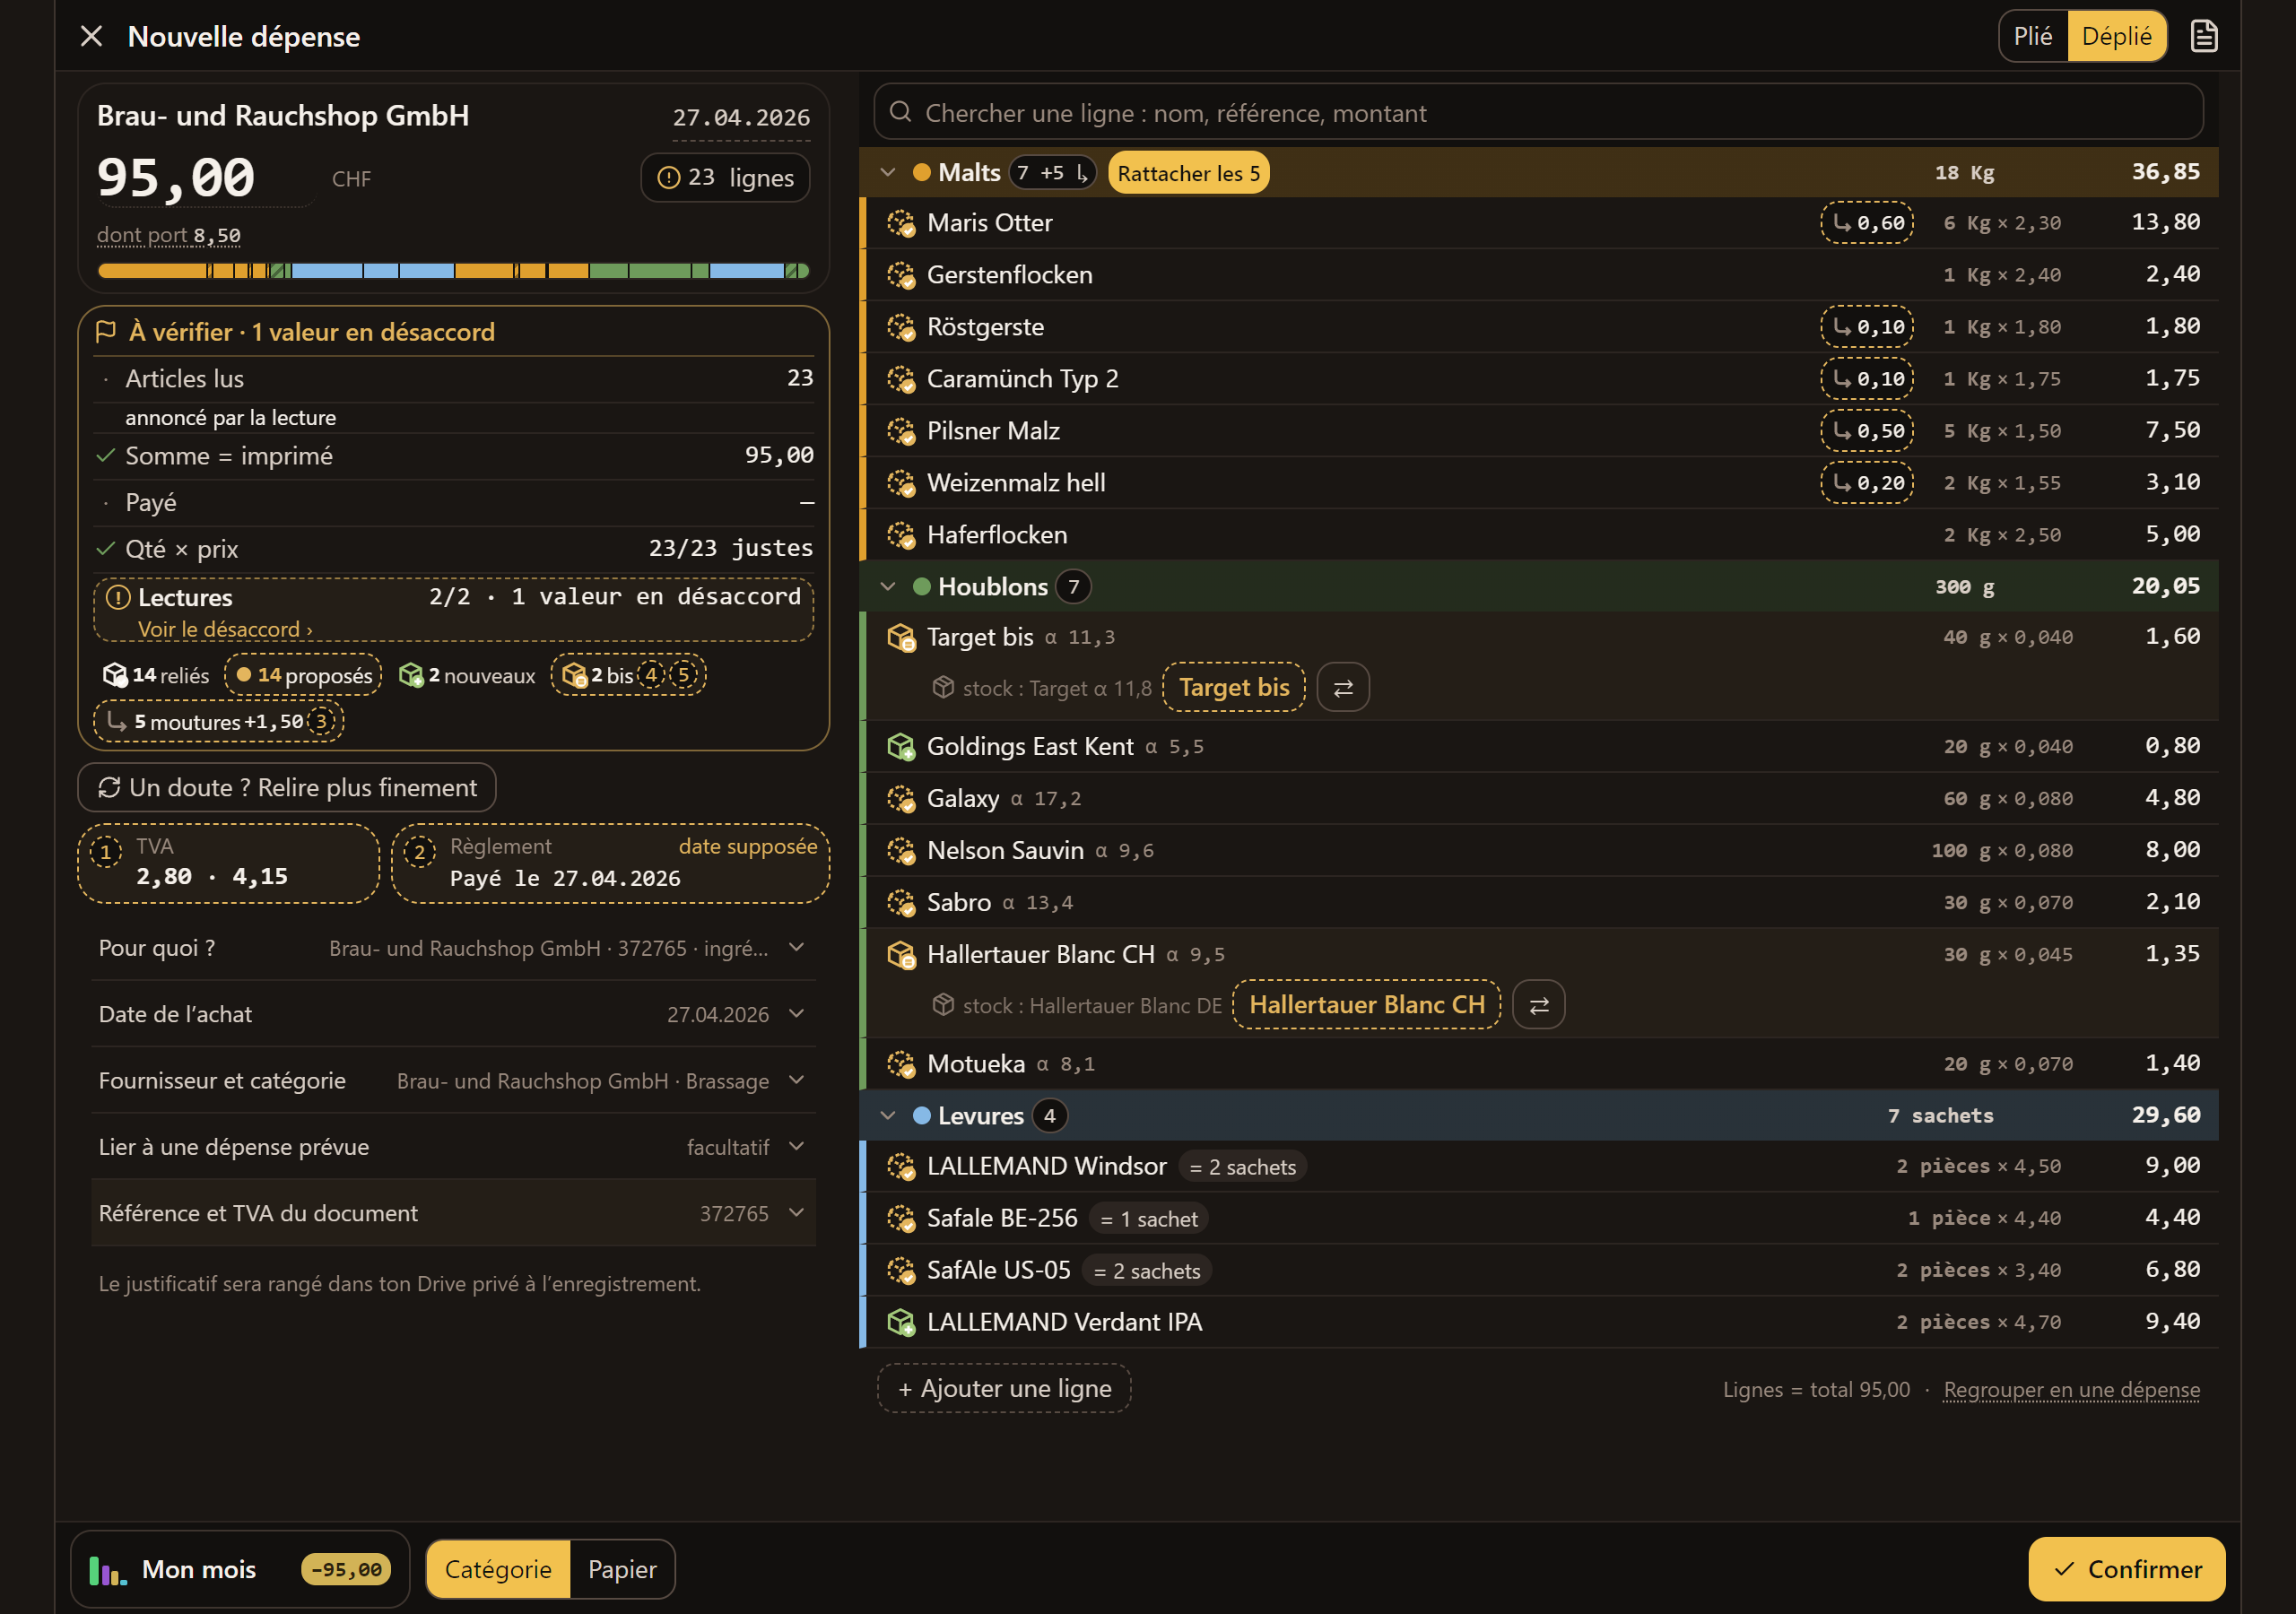 Nouvelle dépense
Plié Déplié
Brau- und Rauchshop GmbH 27.04.2026
95,00 CHF 23 lignes
dont port 8,50
À vérifier · 1 valeur en désaccord
· Articles lus 23
annoncé par la lecture
Somme = imprimé 95,00
· Payé —
Qté × prix 23/23 justes
Lectures 2/2 · 1 valeur en désaccord
Voir le désaccord ›
14 reliés 14 proposés 2 nouveaux 2 bis 4 5
5 moutures +1,50 3
Un doute ? Relire plus finement
1 TVA
2,80 · 4,15
2 Règlement date supposée
Payé le 27.04.2026
Pour quoi ? Brau- und Rauchshop GmbH · 372765 · ingré...
Date de l’achat 27.04.2026
Fournisseur et catégorie Brau- und Rauchshop GmbH · Brassage
Lier à une dépense prévue facultatif
Référence et TVA du document 372765
Le justificatif sera rangé dans ton Drive privé à l’enregistrement.
Chercher une ligne : nom, référence, montant
Malts 7 +5 ↳ Rattacher les 5 18 Kg 36,85
Maris Otter ↳ 0,60 6 Kg × 2,30 13,80
Gerstenflocken 1 Kg × 2,40 2,40
Röstgerste ↳ 0,10 1 Kg × 1,80 1,80
Caramünch Typ 2 ↳ 0,10 1 Kg × 1,75 1,75
Pilsner Malz ↳ 0,50 5 Kg × 1,50 7,50
Weizenmalz hell ↳ 0,20 2 Kg × 1,55 3,10
Haferflocken 2 Kg × 2,50 5,00
Houblons 7 300 g 20,05
Target bis α 11,3 40 g × 0,040 1,60
stock : Target α 11,8 Target bis ⇄
Goldings East Kent α 5,5 20 g × 0,040 0,80
Galaxy α 17,2 60 g × 0,080 4,80
Nelson Sauvin α 9,6 100 g × 0,080 8,00
Sabro α 13,4 30 g × 0,070 2,10
Hallertauer Blanc CH α 9,5 30 g × 0,045 1,35
stock : Hallertauer Blanc DE Hallertauer Blanc CH ⇄
Motueka α 8,1 20 g × 0,070 1,40
Levures 4 7 sachets 29,60
LALLEMAND Windsor = 2 sachets 2 pièces × 4,50 9,00
Safale BE-256 = 1 sachet 1 pièce × 4,40 4,40
SafAle US-05 = 2 sachets 2 pièces × 3,40 6,80
LALLEMAND Verdant IPA 2 pièces × 4,70 9,40
+ Ajouter une ligne Lignes = total 95,00 · Regrouper en une dépense
Mon mois −95,00 Catégorie Papier Confirmer